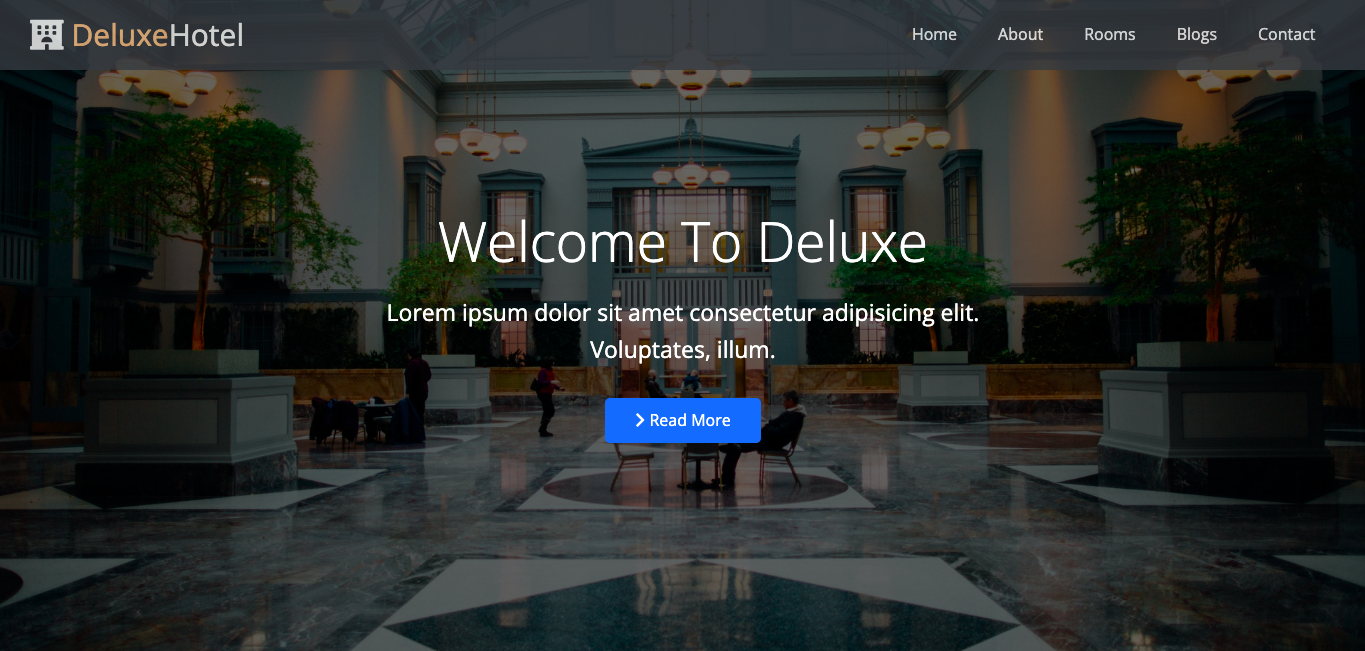 DeluxeHotel
Home About Rooms Blogs Contact
Welcome To Deluxe
Lorem ipsum dolor sit amet consectetur adipisicing elit.
Voluptates, illum.
Read More